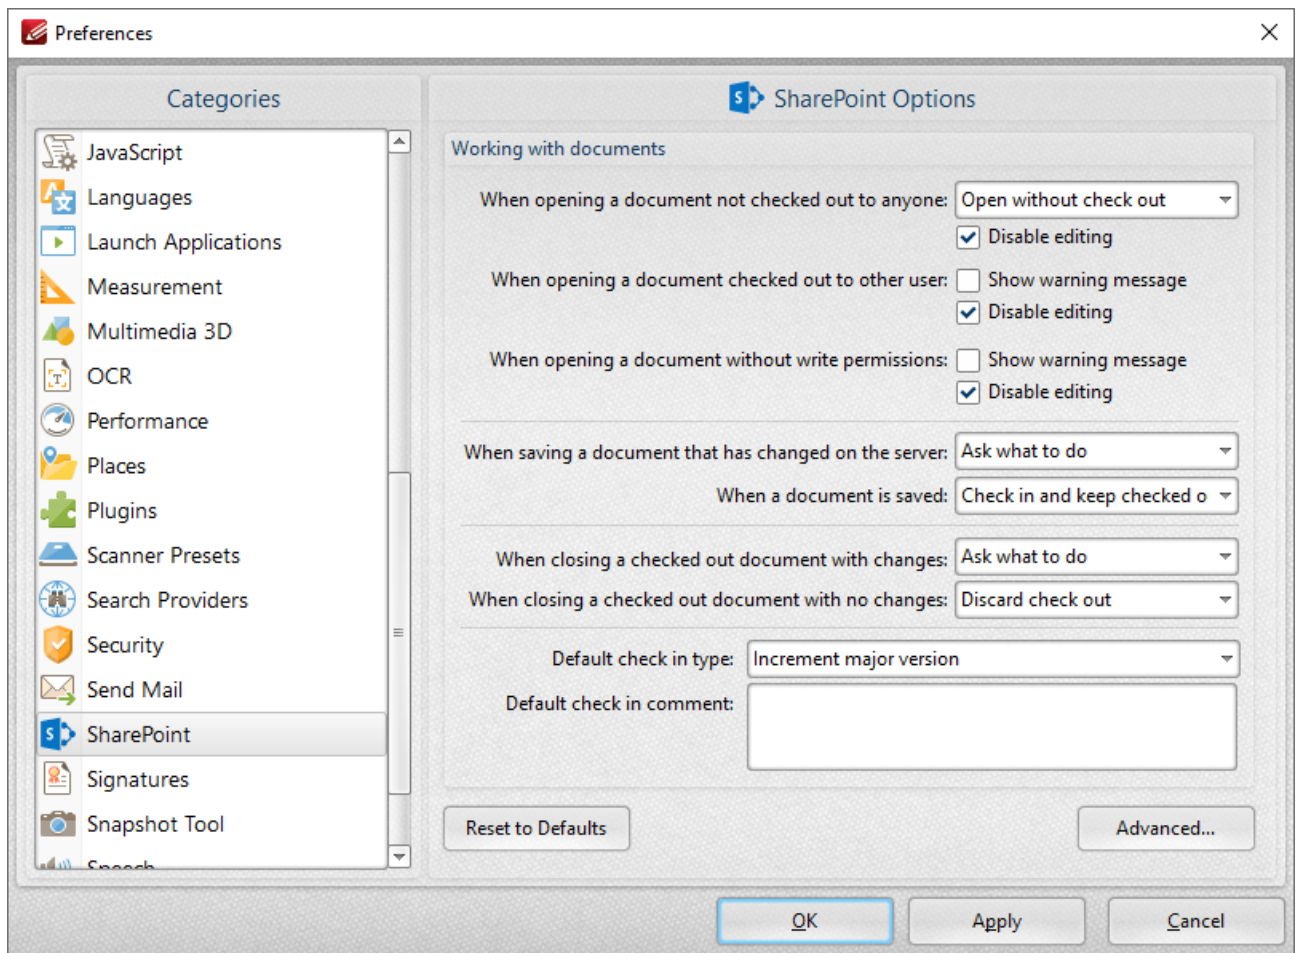 Preferences
Categories
JavaScript
Languages
Launch Applications
Measurement
Multimedia 3D
OCR
Performance
Places
Plugins
Scanner Presets
Search Providers
Security
Send Mail
SharePoint
Signatures
Snapshot Tool
Speech
SharePoint Options
Working with documents
When opening a document not checked out to anyone: Open without check out
Disable editing
When opening a document checked out to other user: Show warning message
Disable editing
When opening a document without write permissions: Show warning message
Disable editing
When saving a document that has changed on the server: Ask what to do
When a document is saved: Check in and keep checked o
When closing a checked out document with changes: Ask what to do
When closing a checked out document with no changes: Discard check out
Default check in type: Increment major version
Default check in comment:
Reset to Defaults
Advanced...
OK
Apply
Cancel